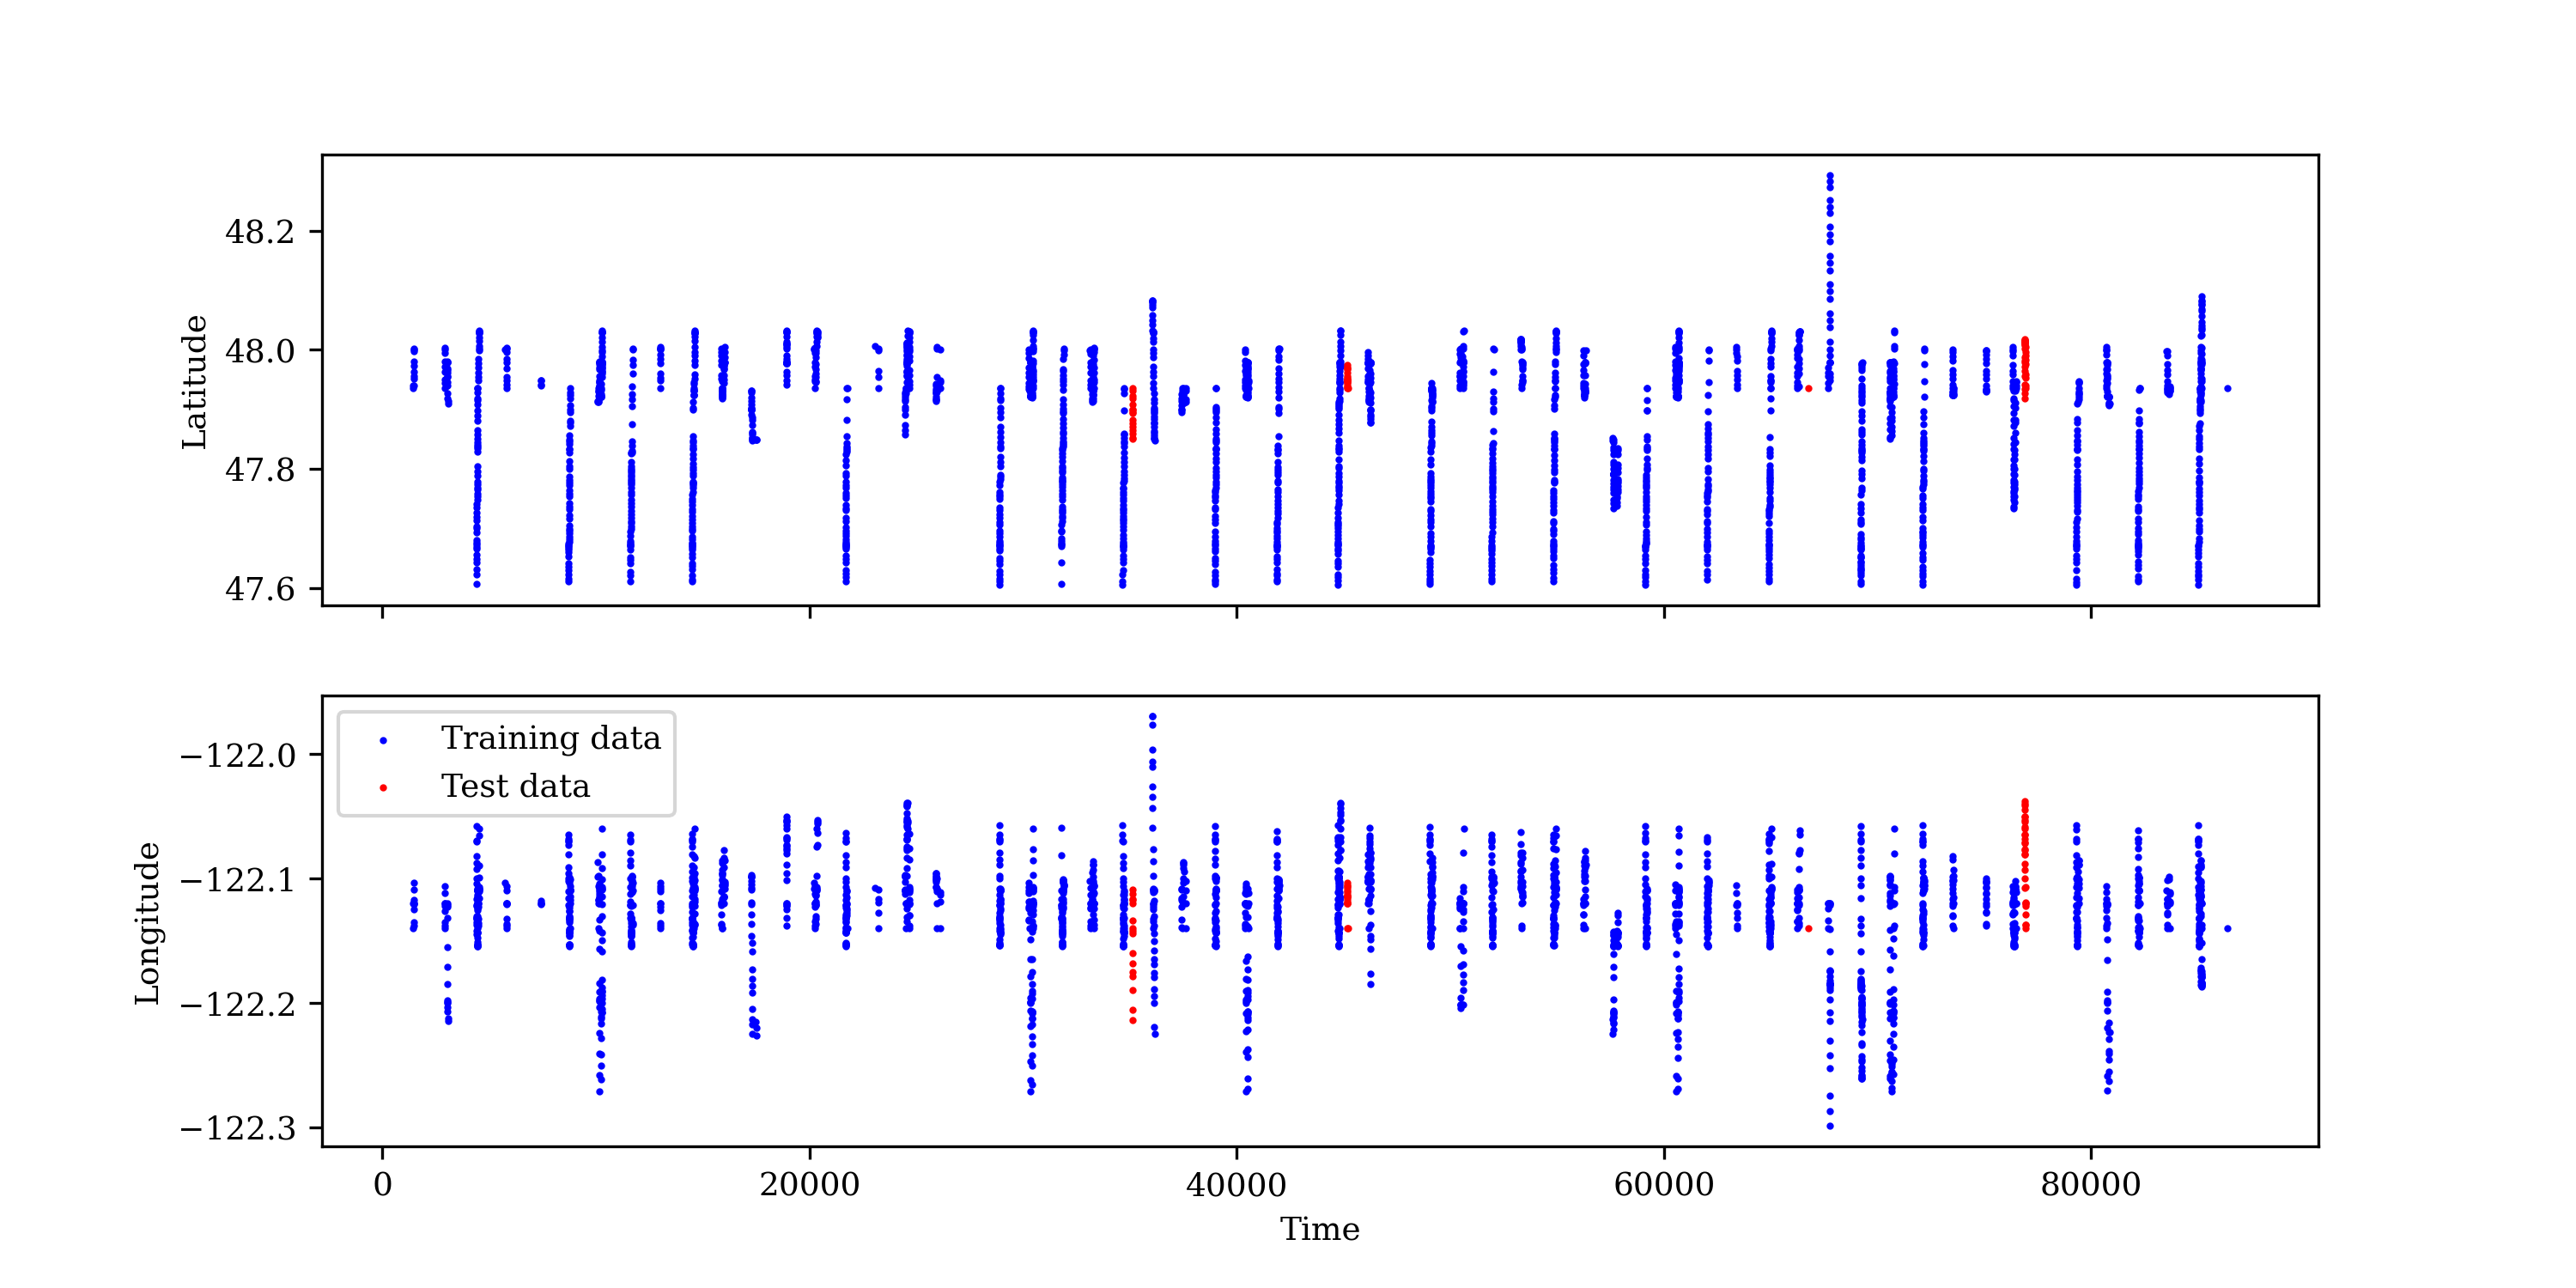 Latitude
48.2
48.0
47.8
47.6
Longitude
−122.0
−122.1
−122.2
−122.3
Training data
Test data
0 20000 40000 60000 80000
Time